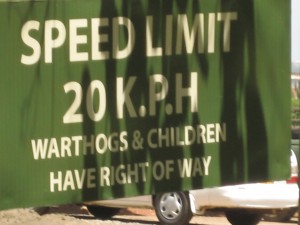 SPEED LIMIT
20 K.P.H
WARTHOGS & CHILDREN
HAVE RIGHT OF WAY